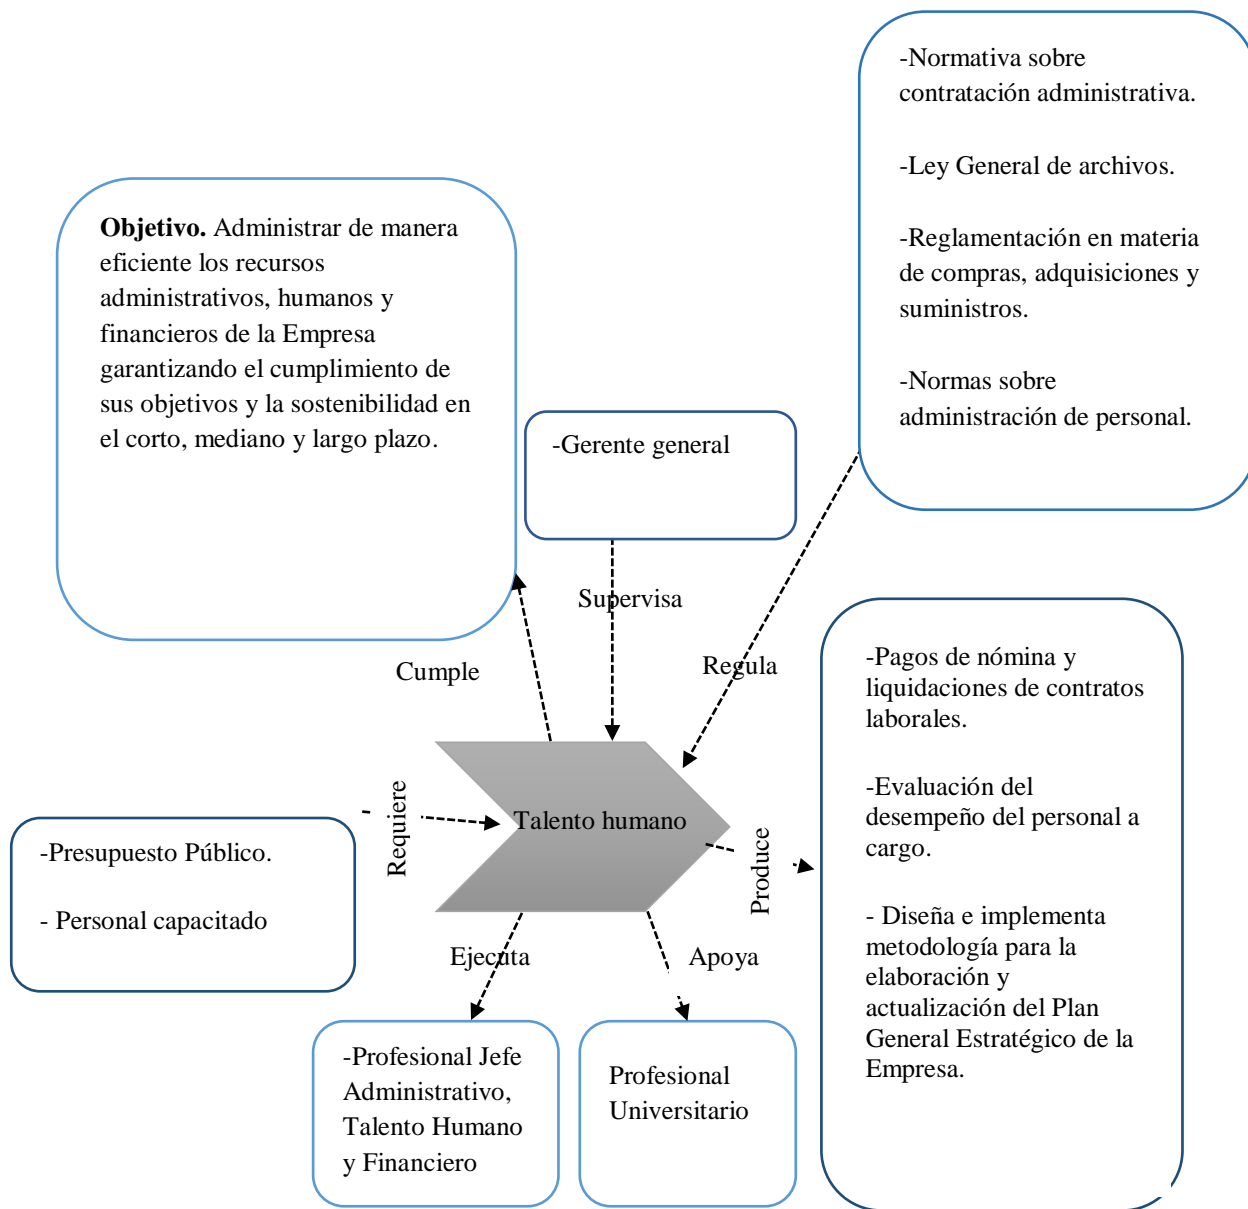 -Normativa sobre
contratación administrativa.
-Ley General de archivos.
-Reglamentación en materia
de compras, adquisiciones y
suministros.
-Normas sobre
administración de personal.
Objetivo. Administrar de manera
eficiente los recursos
administrativos, humanos y
financieros de la Empresa
garantizando el cumplimiento de
sus objetivos y la sostenibilidad en
el corto, mediano y largo plazo.
-Gerente general
Supervisa
Cumple
Regula
-Pagos de nómina y
liquidaciones de contratos
laborales.
-Evaluación del
desempeño del personal a
cargo.
- Diseña e implementa
metodología para la
elaboración y
actualización del Plan
General Estratégico de la
Empresa.
Requiere
Talento humano
Produce
-Presupuesto Público.
- Personal capacitado
Ejecuta
Apoya
-Profesional Jefe
Administrativo,
Talento Humano
y Financiero
Profesional
Universitario